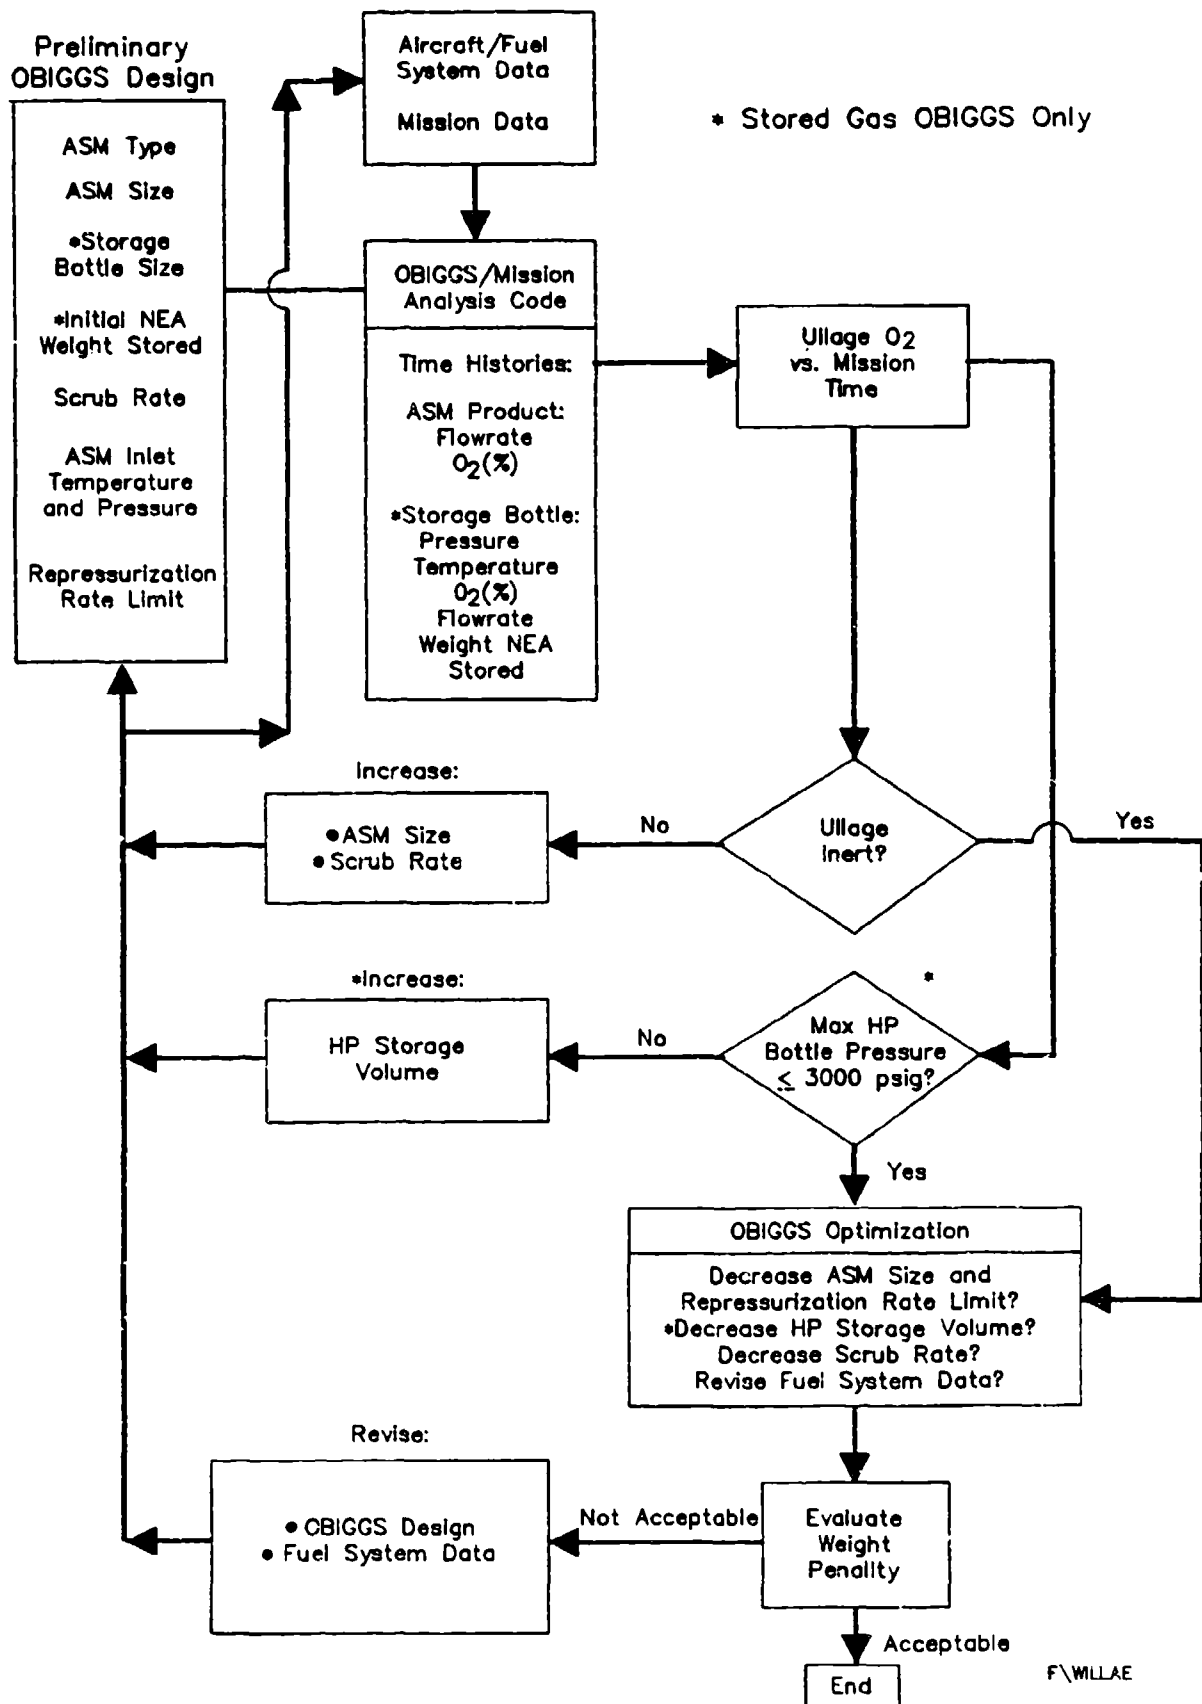 Preliminary
OBIGGS Design
ASM Type
ASM Size
*Storage
Bottle Size
*Initial NEA
Weight Stored
Scrub Rate
ASM Inlet
Temperature
and Pressure
Repressurization
Rate Limit
Aircraft/Fuel
System Data
Mission Data
* Stored Gas OBIGGS Only
OBIGGS/Mission
Analysis Code
Time Histories:
ASM Product:
Flowrate
O2(%)
*Storage Bottle:
Pressure
Temperature
O2(%)
Flowrate
Weight NEA
Stored
Ullage O2
vs. Mission
Time
Increase:
• ASM Size
• Scrub Rate
No
Ullage
Inert?
Yes
*Increase:
HP Storage
Volume
No
*
Max HP
Bottle Pressure
≤ 3000 psig?
Yes
OBIGGS Optimization
Decrease ASM Size and
Repressurization Rate Limit?
*Decrease HP Storage Volume?
Decrease Scrub Rate?
Revise Fuel System Data?
Revise:
• CBIGGS Design
• Fuel System Data
Not Acceptable
Evaluate
Weight
Penality
Acceptable
End
F\WILLAE